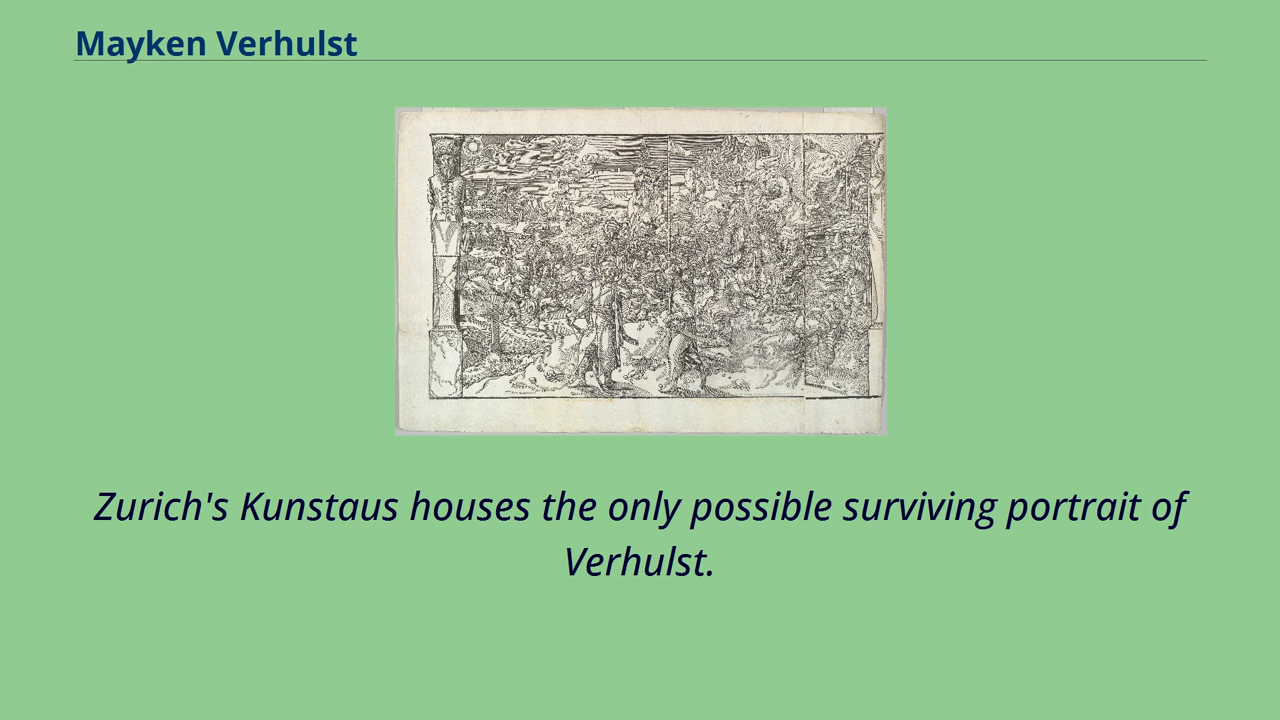 Mayken Verhulst
Zurich's Kunstaus houses the only possible surviving portrait of
Verhulst.